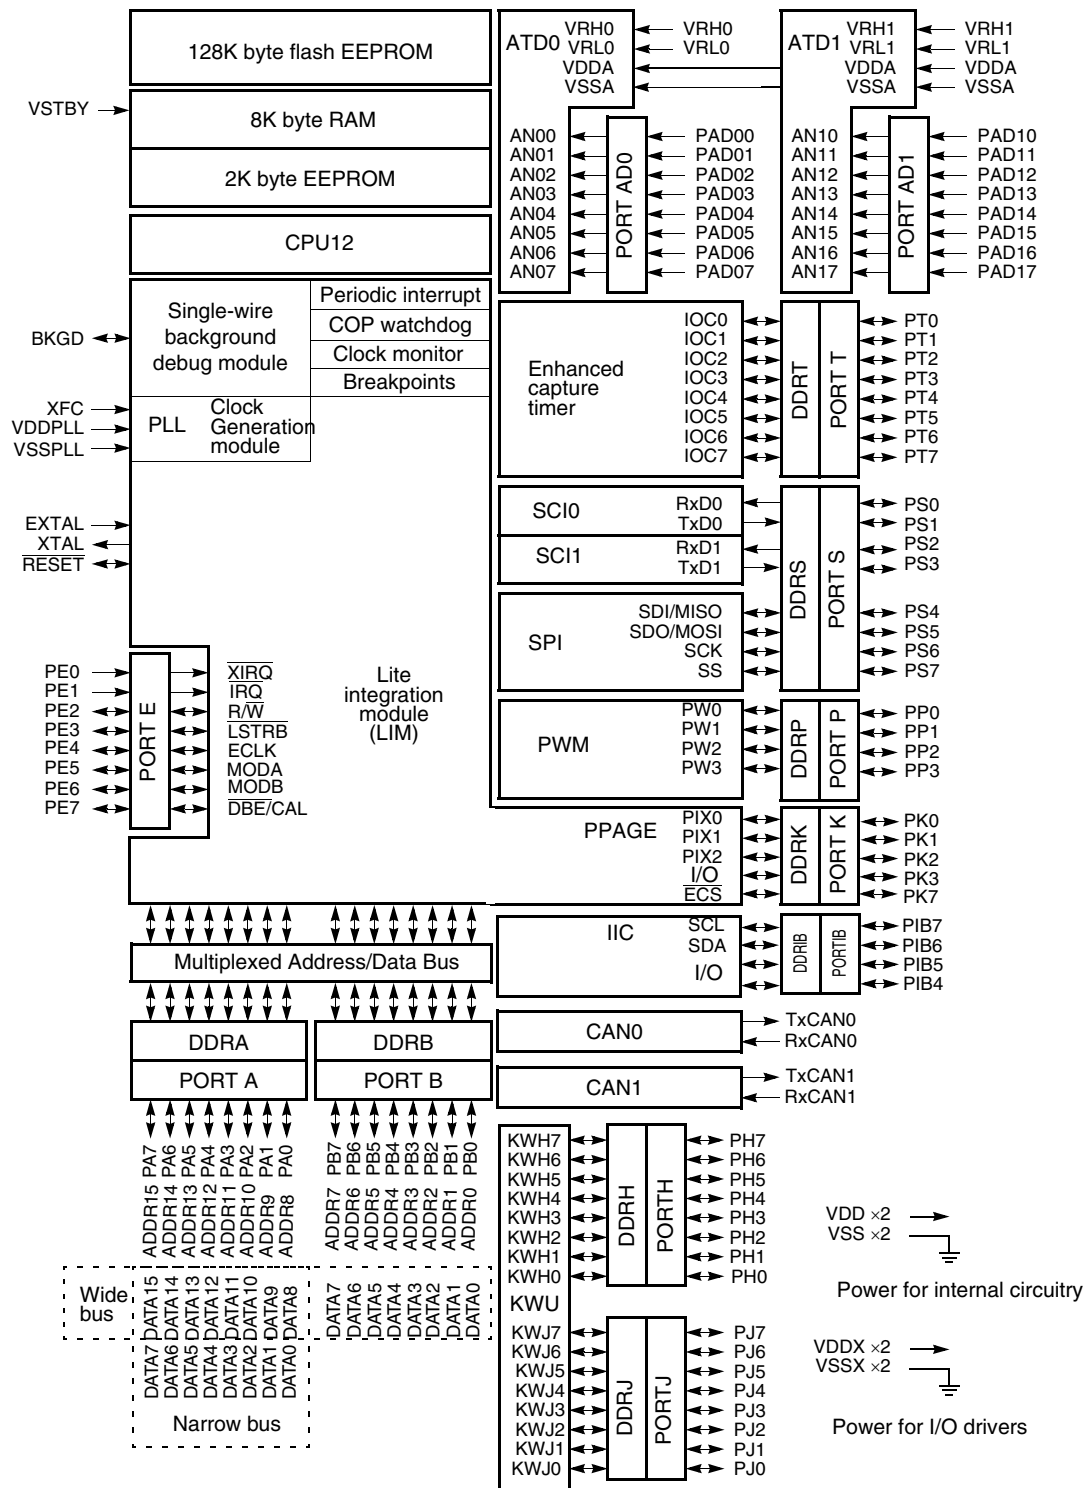 128K byte flash EEPROM
VSTBY
8K byte RAM
2K byte EEPROM
CPU12
Single-wire
background
debug module
Periodic interrupt
COP watchdog
Clock monitor
Breakpoints
BKGD
XFC
VDDPLL
VSSPLL
PLL
Clock
Generation
module
EXTAL
XTAL
RESET
PE0
PE1
PE2
PE3
PE4
PE5
PE6
PE7
PORT E
XIRQ
IRQ
R/W
LSTRB
ECLK
MODA
MODB
DBE/CAL
Lite
integration
module
(LIM)
Multiplexed Address/Data Bus
DDRA
PORT A
DDRB
PORT B
PA7
PA6
PA5
PA4
PA3
PA2
PA1
PA0
PB7
PB6
PB5
PB4
PB3
PB2
PB1
PB0
ADDR15
ADDR14
ADDR13
ADDR12
ADDR11
ADDR10
ADDR9
ADDR8
ADDR7
ADDR6
ADDR5
ADDR4
ADDR3
ADDR2
ADDR1
ADDR0
Wide
bus
DATA15
DATA14
DATA13
DATA12
DATA11
DATA10
DATA9
DATA8
DATA7
DATA6
DATA5
DATA4
DATA3
DATA2
DATA1
DATA0
DATA7
DATA6
DATA5
DATA4
DATA3
DATA2
DATA1
DATA0
Narrow bus
ATD0
VRH0
VRL0
VDDA
VSSA
VRH0
VRL0
AN00
AN01
AN02
AN03
AN04
AN05
AN06
AN07
PORT AD0
PAD00
PAD01
PAD02
PAD03
PAD04
PAD05
PAD06
PAD07
ATD1
VRH1
VRL1
VDDA
VSSA
VRH1
VRL1
VDDA
VSSA
AN10
AN11
AN12
AN13
AN14
AN15
AN16
AN17
PORT AD1
PAD10
PAD11
PAD12
PAD13
PAD14
PAD15
PAD16
PAD17
Enhanced
capture
timer
IOC0
IOC1
IOC2
IOC3
IOC4
IOC5
IOC6
IOC7
DDRT
PORT T
PT0
PT1
PT2
PT3
PT4
PT5
PT6
PT7
SCI0
RxD0
TxD0
SCI1
RxD1
TxD1
SPI
SDI/MISO
SDO/MOSI
SCK
SS
DDRS
PORT S
PS0
PS1
PS2
PS3
PS4
PS5
PS6
PS7
PWM
PW0
PW1
PW2
PW3
DDRP
PORT P
PP0
PP1
PP2
PP3
PPAGE
PIX0
PIX1
PIX2
I/O
ECS
DDRK
PORT K
PK0
PK1
PK2
PK3
PK7
IIC
SCL
SDA
I/O
DDRIB
PORTIB
PIB7
PIB6
PIB5
PIB4
CAN0
TxCAN0
RxCAN0
CAN1
TxCAN1
RxCAN1
KWH7
KWH6
KWH5
KWH4
KWH3
KWH2
KWH1
KWH0
DDRH
PORTH
PH7
PH6
PH5
PH4
PH3
PH2
PH1
PH0
KWU
KWJ7
KWJ6
KWJ5
KWJ4
KWJ3
KWJ2
KWJ1
KWJ0
DDRJ
PORTJ
PJ7
PJ6
PJ5
PJ4
PJ3
PJ2
PJ1
PJ0
VDD ×2
VSS ×2
Power for internal circuitry
VDDX ×2
VSSX ×2
Power for I/O drivers